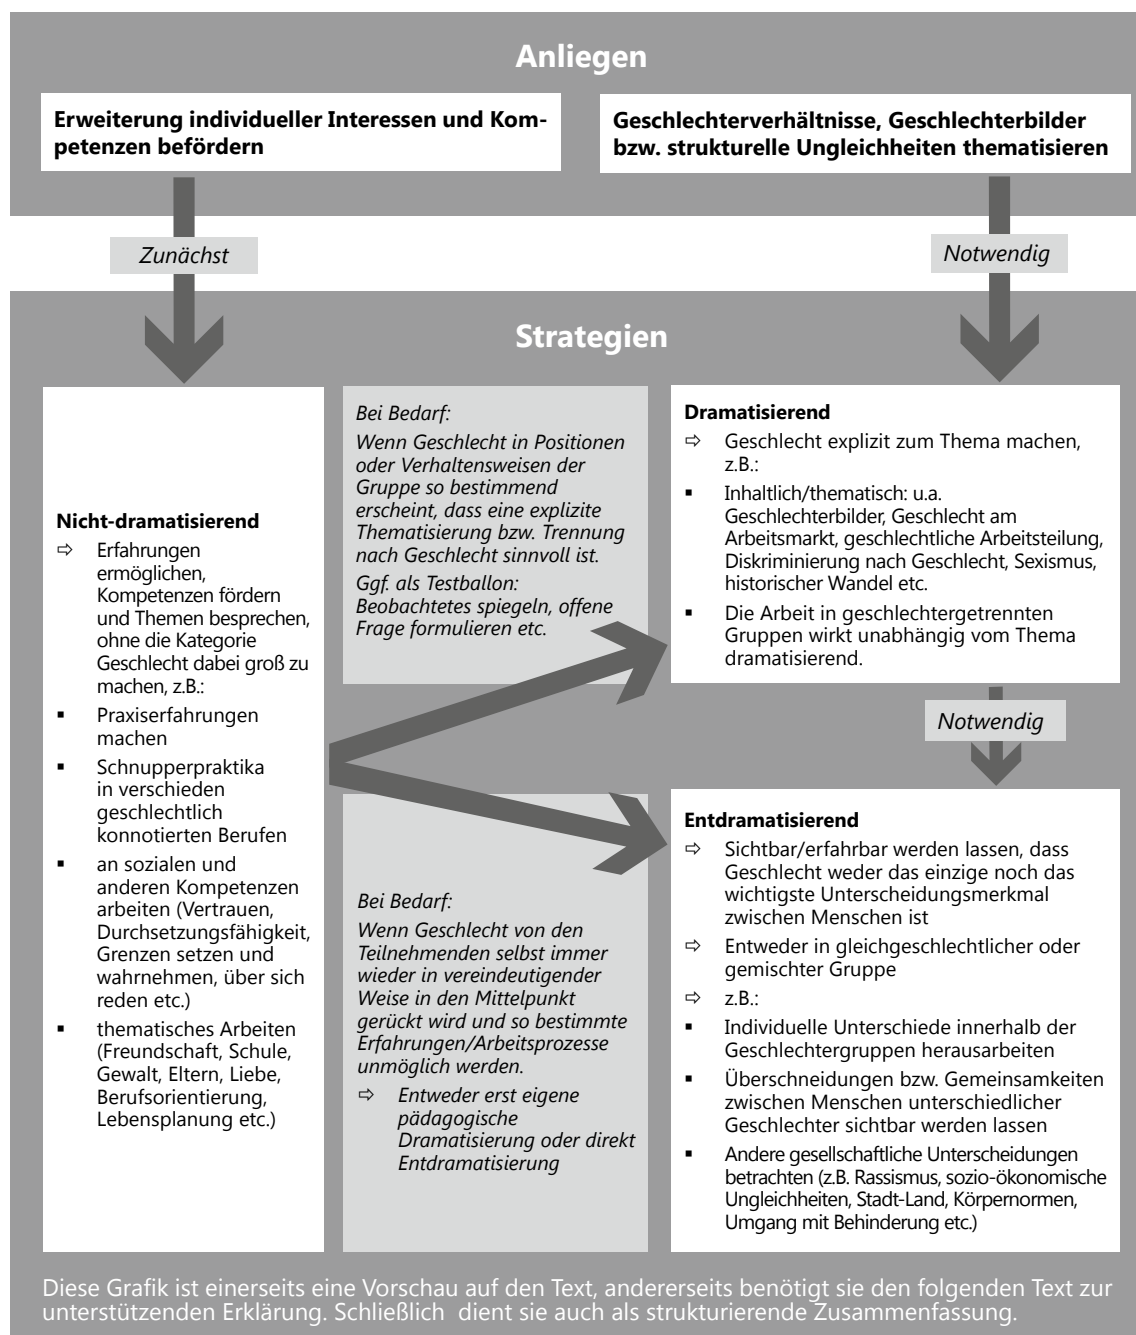 Anliegen
Erweiterung individueller Interessen und Kom-
petenzen befördern
Geschlechterverhältnisse, Geschlechterbilder
bzw. strukturelle Ungleichheiten thematisieren
Zunächst
Notwendig
Strategien
Nicht-dramatisierend
⇨ Erfahrungen
ermöglichen,
Kompetenzen fördern
und Themen besprechen,
ohne die Kategorie
Geschlecht dabei groß zu
machen, z.B.:
▪ Praxiserfahrungen
machen
▪ Schnupperpraktika
in verschieden
geschlechtlich
konnotierten Berufen
▪ an sozialen und
anderen Kompetenzen
arbeiten (Vertrauen,
Durchsetzungsfähigkeit,
Grenzen setzen und
wahrnehmen, über sich
reden etc.)
▪ thematisches Arbeiten
(Freundschaft, Schule,
Gewalt, Eltern, Liebe,
Berufsorientierung,
Lebensplanung etc.)
Bei Bedarf:
Wenn Geschlecht in Positionen
oder Verhaltensweisen der
Gruppe so bestimmend
erscheint, dass eine explizite
Thematisierung bzw. Trennung
nach Geschlecht sinnvoll ist.
Ggf. als Testballon:
Beobachtetes spiegeln, offene
Frage formulieren etc.
Bei Bedarf:
Wenn Geschlecht von den
Teilnehmenden selbst immer
wieder in vereindeutigender
Weise in den Mittelpunkt
gerückt wird und so bestimmte
Erfahrungen/Arbeitsprozesse
unmöglich werden.
⇨ Entweder erst eigene
pädagogische
Dramatisierung oder direkt
Entdramatisierung
Dramatisierend
⇨ Geschlecht explizit zum Thema machen,
z.B.:
▪ Inhaltlich/thematisch: u.a.
Geschlechterbilder, Geschlecht am
Arbeitsmarkt, geschlechtliche Arbeitsteilung,
Diskriminierung nach Geschlecht, Sexismus,
historischer Wandel etc.
▪ Die Arbeit in geschlechtergetrennten
Gruppen wirkt unabhängig vom Thema
dramatisierend.
Notwendig
Entdramatisierend
⇨ Sichtbar/erfahrbar werden lassen, dass
Geschlecht weder das einzige noch das
wichtigste Unterscheidungsmerkmal
zwischen Menschen ist
⇨ Entweder in gleichgeschlechtlicher oder
gemischter Gruppe
⇨ z.B.:
▪ Individuelle Unterschiede innerhalb der
Geschlechtergruppen herausarbeiten
▪ Überschneidungen bzw. Gemeinsamkeiten
zwischen Menschen unterschiedlicher
Geschlechter sichtbar werden lassen
▪ Andere gesellschaftliche Unterscheidungen
betrachten (z.B. Rassismus, sozio-ökonomische
Ungleichheiten, Stadt-Land, Körpernormen,
Umgang mit Behinderung etc.)
Diese Grafik ist einerseits eine Vorschau auf den Text, andererseits benötigt sie den folgenden Text zur
unterstützenden Erklärung. Schließlich dient sie auch als strukturierende Zusammenfassung.